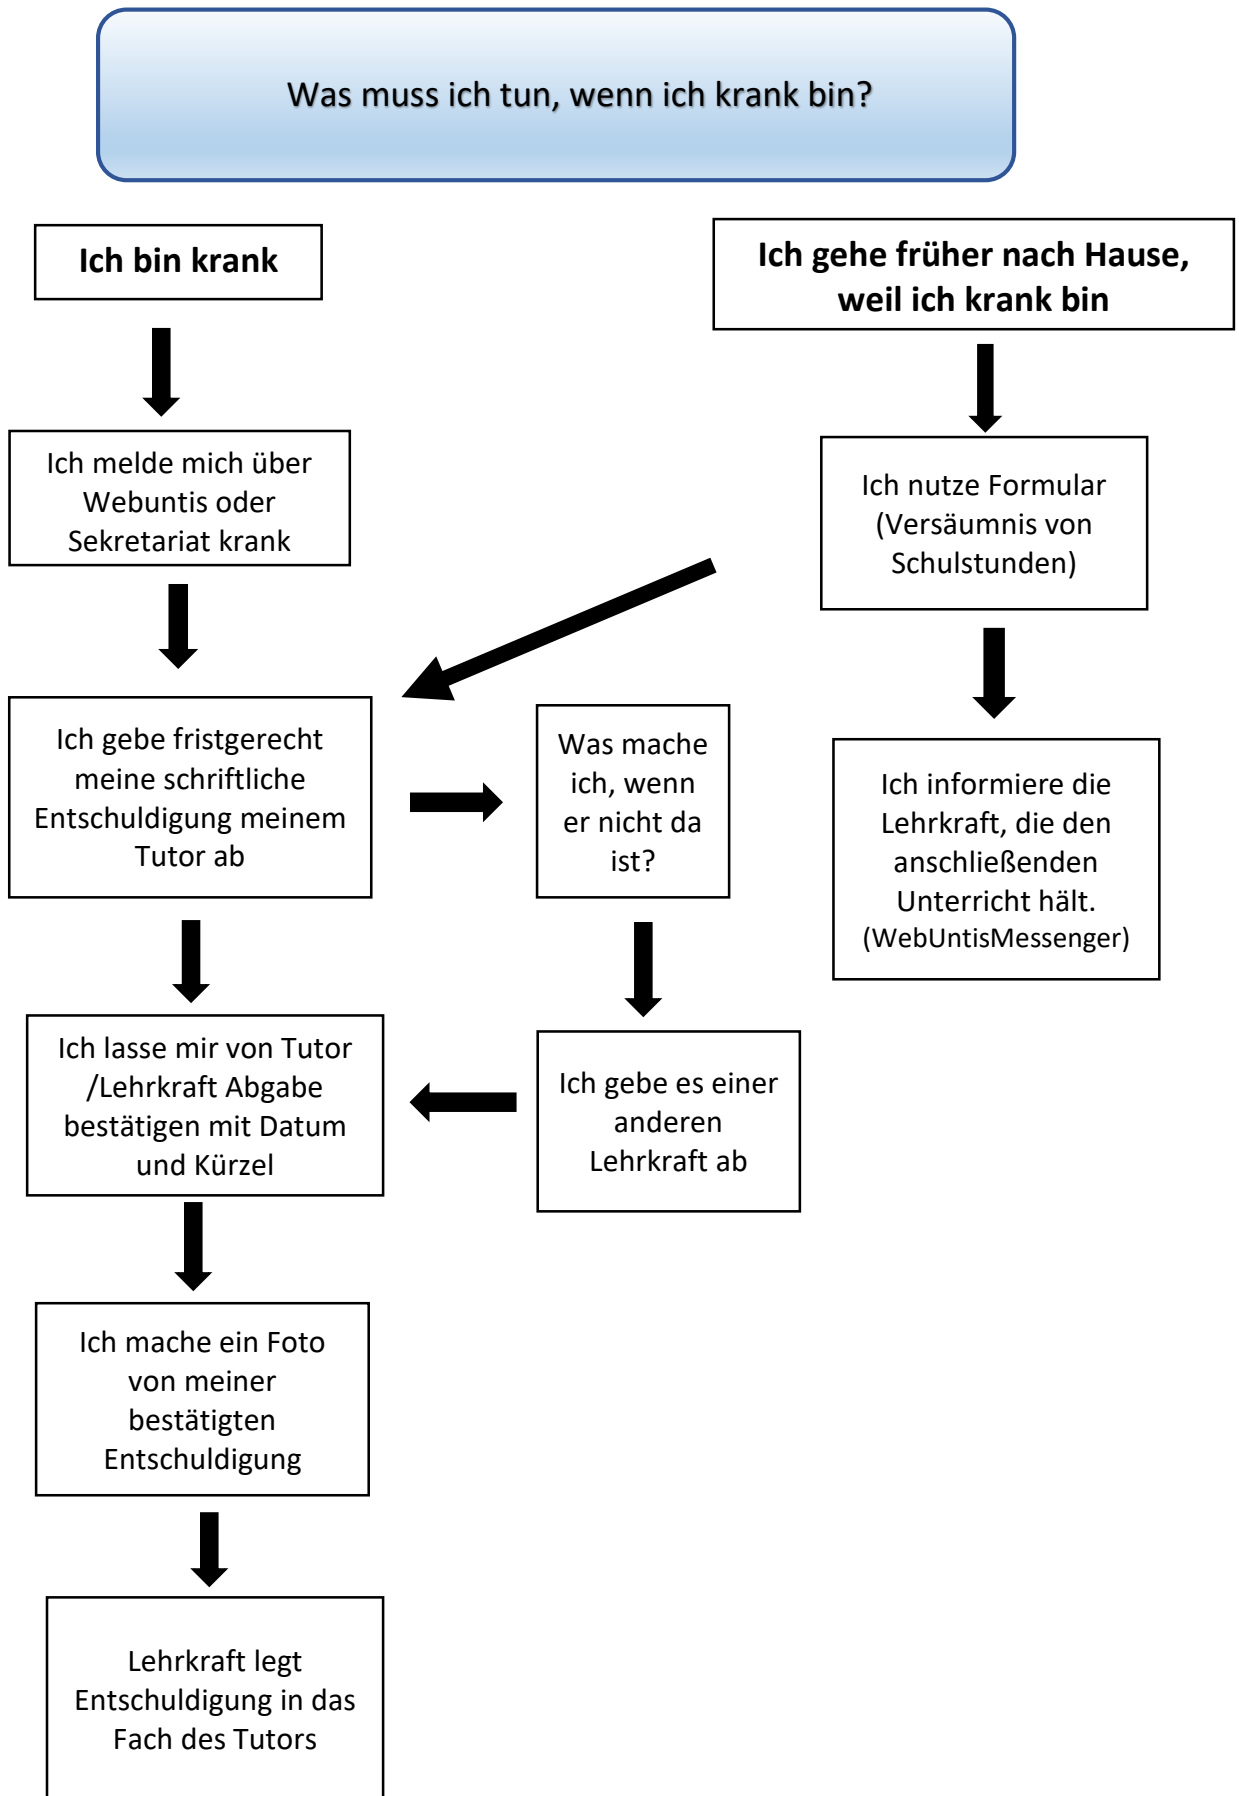 Was muss ich tun, wenn ich krank bin?
Ich bin krank
Ich gehe früher nach Hause,
weil ich krank bin
Ich melde mich über
Webuntis oder
Sekretariat krank
Ich nutze Formular
(Versäumnis von
Schulstunden)
Ich gebe fristgerecht
meine schriftliche
Entschuldigung meinem
Tutor ab
Was mache
ich, wenn
er nicht da
ist?
Ich informiere die
Lehrkraft, die den
anschließenden
Unterricht hält.
(WebUntisMessenger)
Ich lasse mir von Tutor
/Lehrkraft Abgabe
bestätigen mit Datum
und Kürzel
Ich gebe es einer
anderen
Lehrkraft ab
Ich mache ein Foto
von meiner
bestätigten
Entschuldigung
Lehrkraft legt
Entschuldigung in das
Fach des Tutors